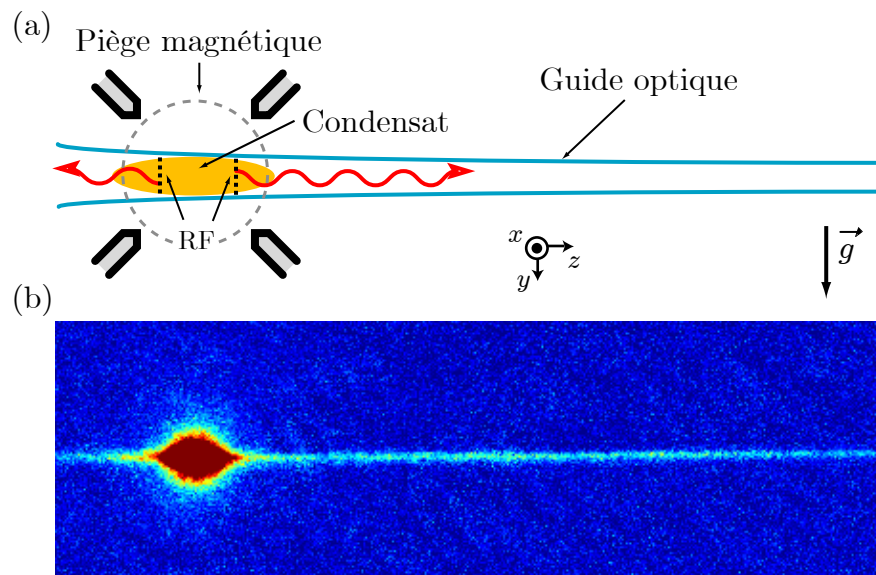 (a)
Piège magnétique
Guide optique
Condensat
RF
x
z
y
g
(b)